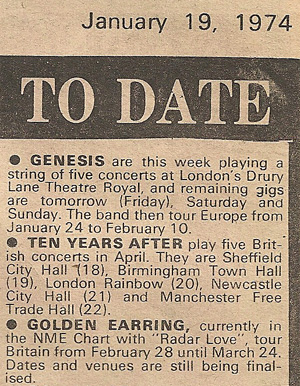 January 19, 1974
TO DATE
● GENESIS are this week playing a
string of five concerts at London's Drury
Lane Theatre Royal, and remaining gigs
are tomorrow (Friday), Saturday and
Sunday. The band then tour Europe from
January 24 to February 10.
● TEN YEARS AFTER play five Brit-
ish concerts in April. They are Sheffield
City Hall (18), Birmingham Town Hall
(19), London Rainbow (20), Newcastle
City Hall (21) and Manchester Free
Trade Hall (22).
● GOLDEN EARRING, currently in
the NME Chart with "Radar Love", tour
Britain from February 28 until March 24.
Dates and venues are still being final-
ised.